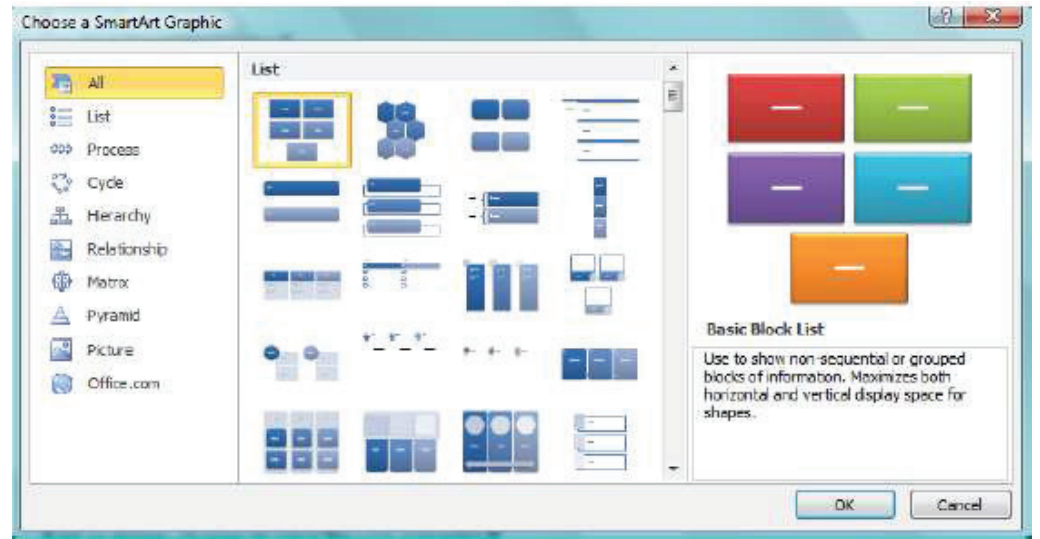 Choose a SmartArt Graphic
All
List
Process
Cycle
Hierarchy
Relationship
Matrix
Pyramid
Picture
Office.com
List
Basic Block List
Use to show non-sequential or grouped
blocks of information. Maximizes both
horizontal and vertical display space for
shapes.
OK
Cancel